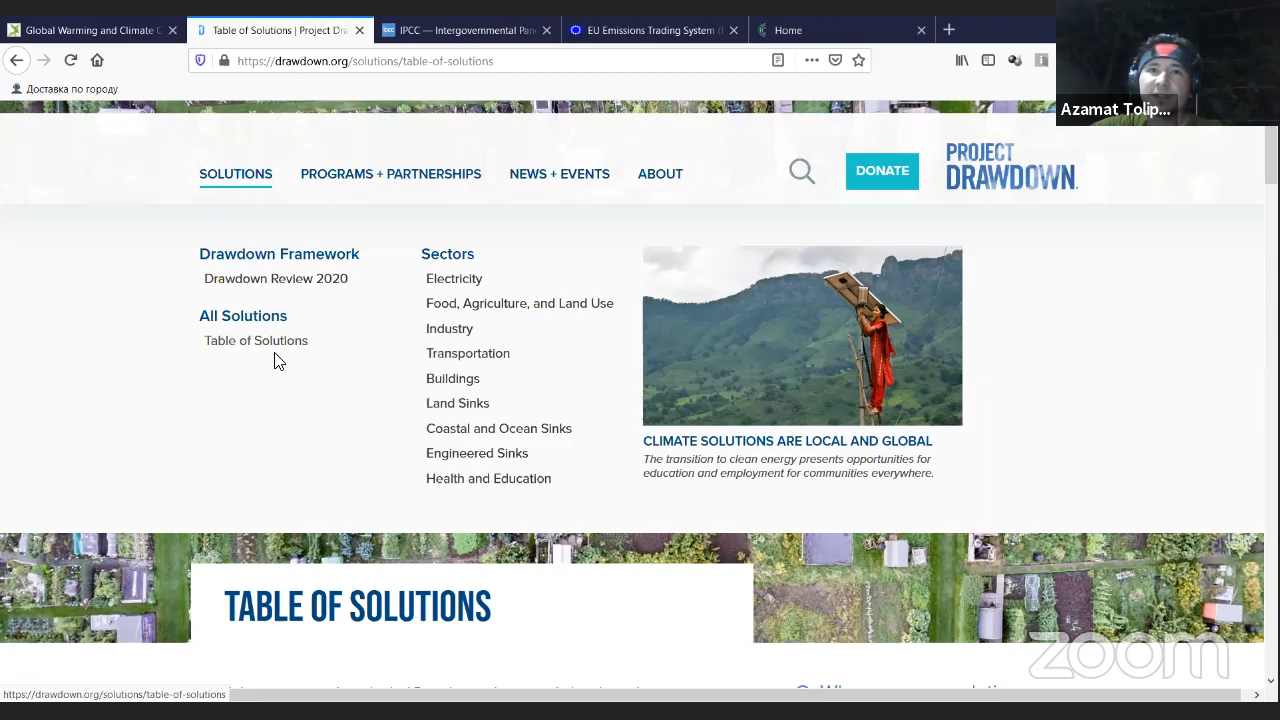 Global Warming and Climate C
Table of Solutions | Project Dra
IPCC — Intergovernmental Pan
EU Emissions Trading System (
Home
https://drawdown.org/solutions/table-of-solutions
Доставка по городу
Azamat Tolip...
SOLUTIONS
PROGRAMS + PARTNERSHIPS
NEWS + EVENTS
ABOUT
DONATE
PROJECT
DRAWDOWN.
Drawdown Framework
Drawdown Review 2020
All Solutions
Table of Solutions
Sectors
Electricity
Food, Agriculture, and Land Use
Industry
Transportation
Buildings
Land Sinks
Coastal and Ocean Sinks
Engineered Sinks
Health and Education
CLIMATE SOLUTIONS ARE LOCAL AND GLOBAL
The transition to clean energy presents opportunities for
education and employment for communities everywhere.
TABLE OF SOLUTIONS
zoom
https://drawdown.org/solutions/table-of-solutions